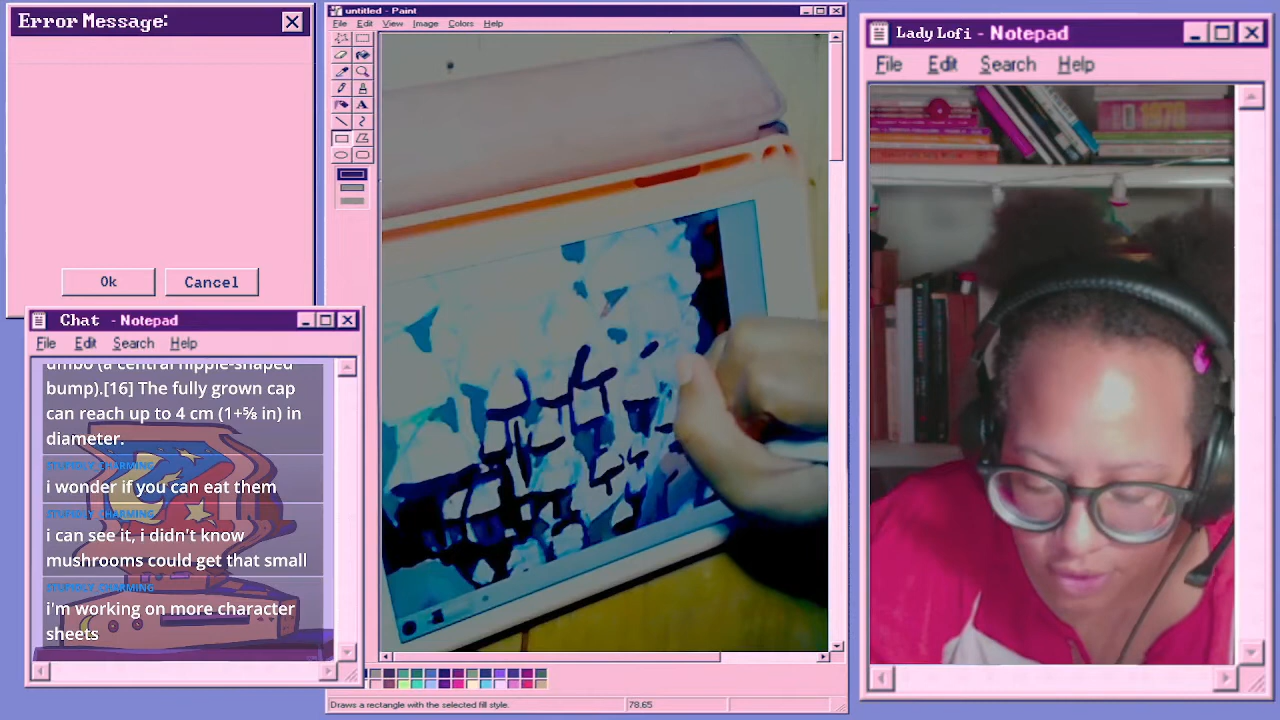 Error Message:
Ok
Cancel
Chat - Notepad
File Edit Search Help
umbo (a central nipple-shaped
bump).[16] The fully grown cap
can reach up to 4 cm (1+⅝ in) in
diameter.
i wonder if you can eat them
i can see it, i didn't know
mushrooms could get that small
i'm working on more character
sheets
untitled - Paint
File Edit View Image Colors Help
A
Draws a rectangle with the selected fill style.
78.65
Lady Lofi - Notepad
File Edit Search Help
1970